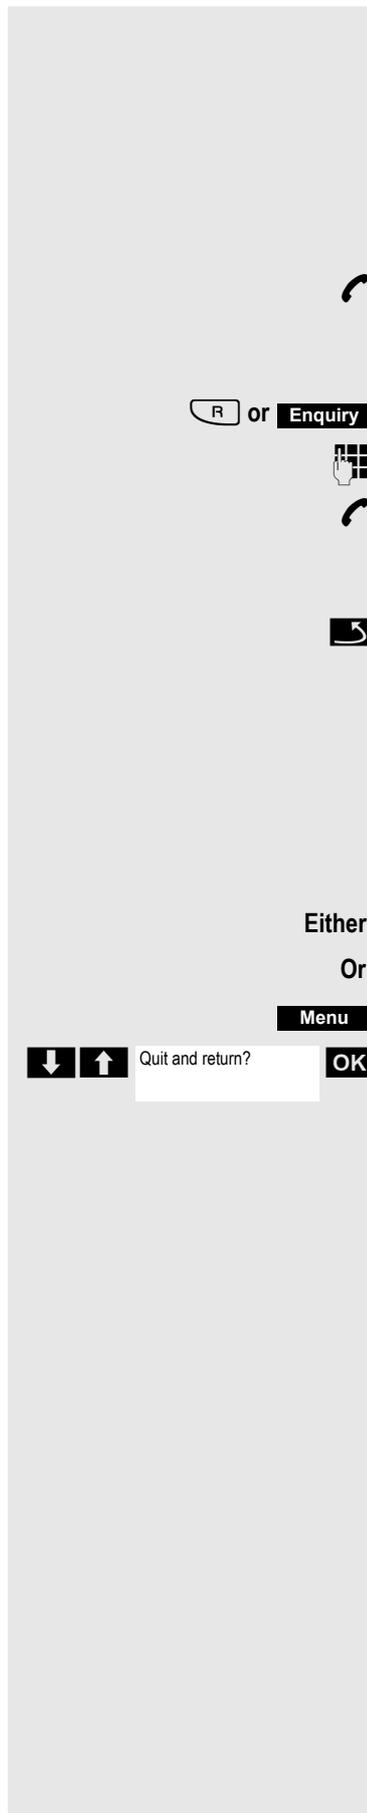 R or Enquiry
Either
Or
Menu
Quit and return? OK